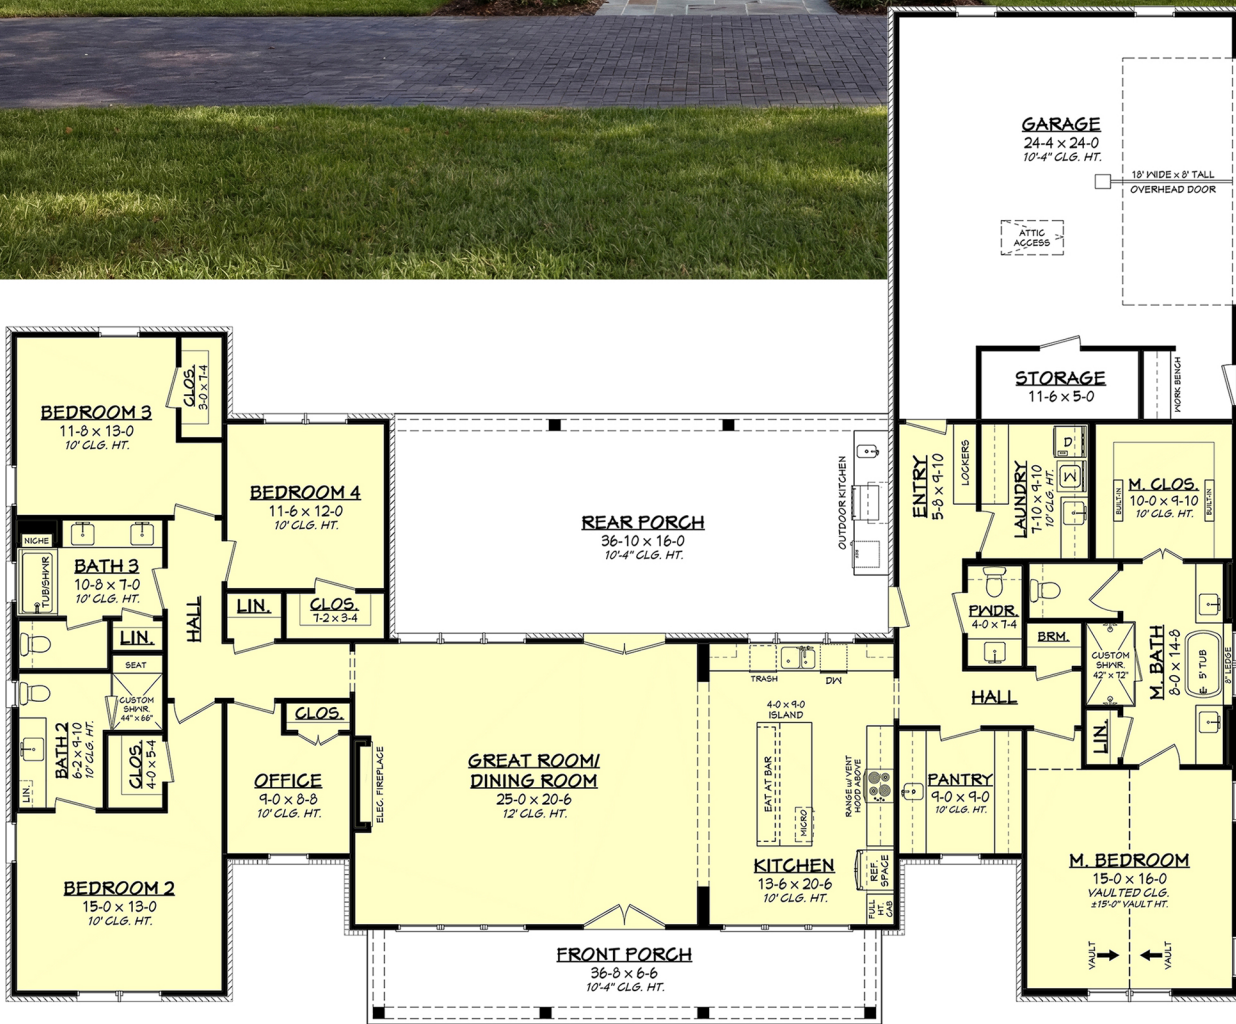 GARAGE
24-4 x 24-0
10'-4" CLG. HT.
18' WIDE x 8' TALL
OVERHEAD DOOR
ATTIC
ACCESS
STORAGE
11-6 x 5-0
WORK BENCH
BEDROOM 3
11-8 x 13-0
10' CLG. HT.
CLOS.
3-0 x 7-4
BEDROOM 4
11-6 x 12-0
10' CLG. HT.
CLOS.
7-2 x 3-4
LIN.
REAR PORCH
36-10 x 16-0
10'-4" CLG. HT.
OUTDOOR KITCHEN
ENTRY
5-8 x 9-10
LOCKERS
LAUNDRY
7-10 x 9-10
10' CLG. HT.
D
W
M. CLOS.
10-0 x 9-10
10' CLG. HT.
BUILT-IN
BUILT-IN
NICHE
TUB/SHWR
BATH 3
10-8 x 7-0
10' CLG. HT.
LIN.
HALL
SEAT
CUSTOM
SHWR.
44" x 66"
BATH 2
6-2 x 9-10
10' CLG. HT.
LIN.
CLOS.
4-0 x 5-4
CLOS.
OFFICE
9-0 x 8-8
10' CLG. HT.
ELEC. FIREPLACE
GREAT ROOM/
DINING ROOM
25-0 x 20-6
12' CLG. HT.
TRASH
DW
4-0 x 9-0
ISLAND
EAT AT BAR
MICRO
RANGE w/ VENT
HOOD ABOVE
REF.
SPACE
KITCHEN
13-6 x 20-6
10' CLG. HT.
FULL
HT.
CAB
PWDR.
4-0 x 7-4
BRM.
HALL
CUSTOM
SHWR.
42" x 72"
M. BATH
8-0 x 14-8
5' TUB
8" LEDGE
LIN.
PANTRY
9-0 x 9-0
10' CLG. HT.
M. BEDROOM
15-0 x 16-0
VAULTED CLG.
±15'-0" VAULT HT.
VAULT
VAULT
BEDROOM 2
15-0 x 13-0
10' CLG. HT.
FRONT PORCH
36-8 x 6-6
10'-4" CLG. HT.